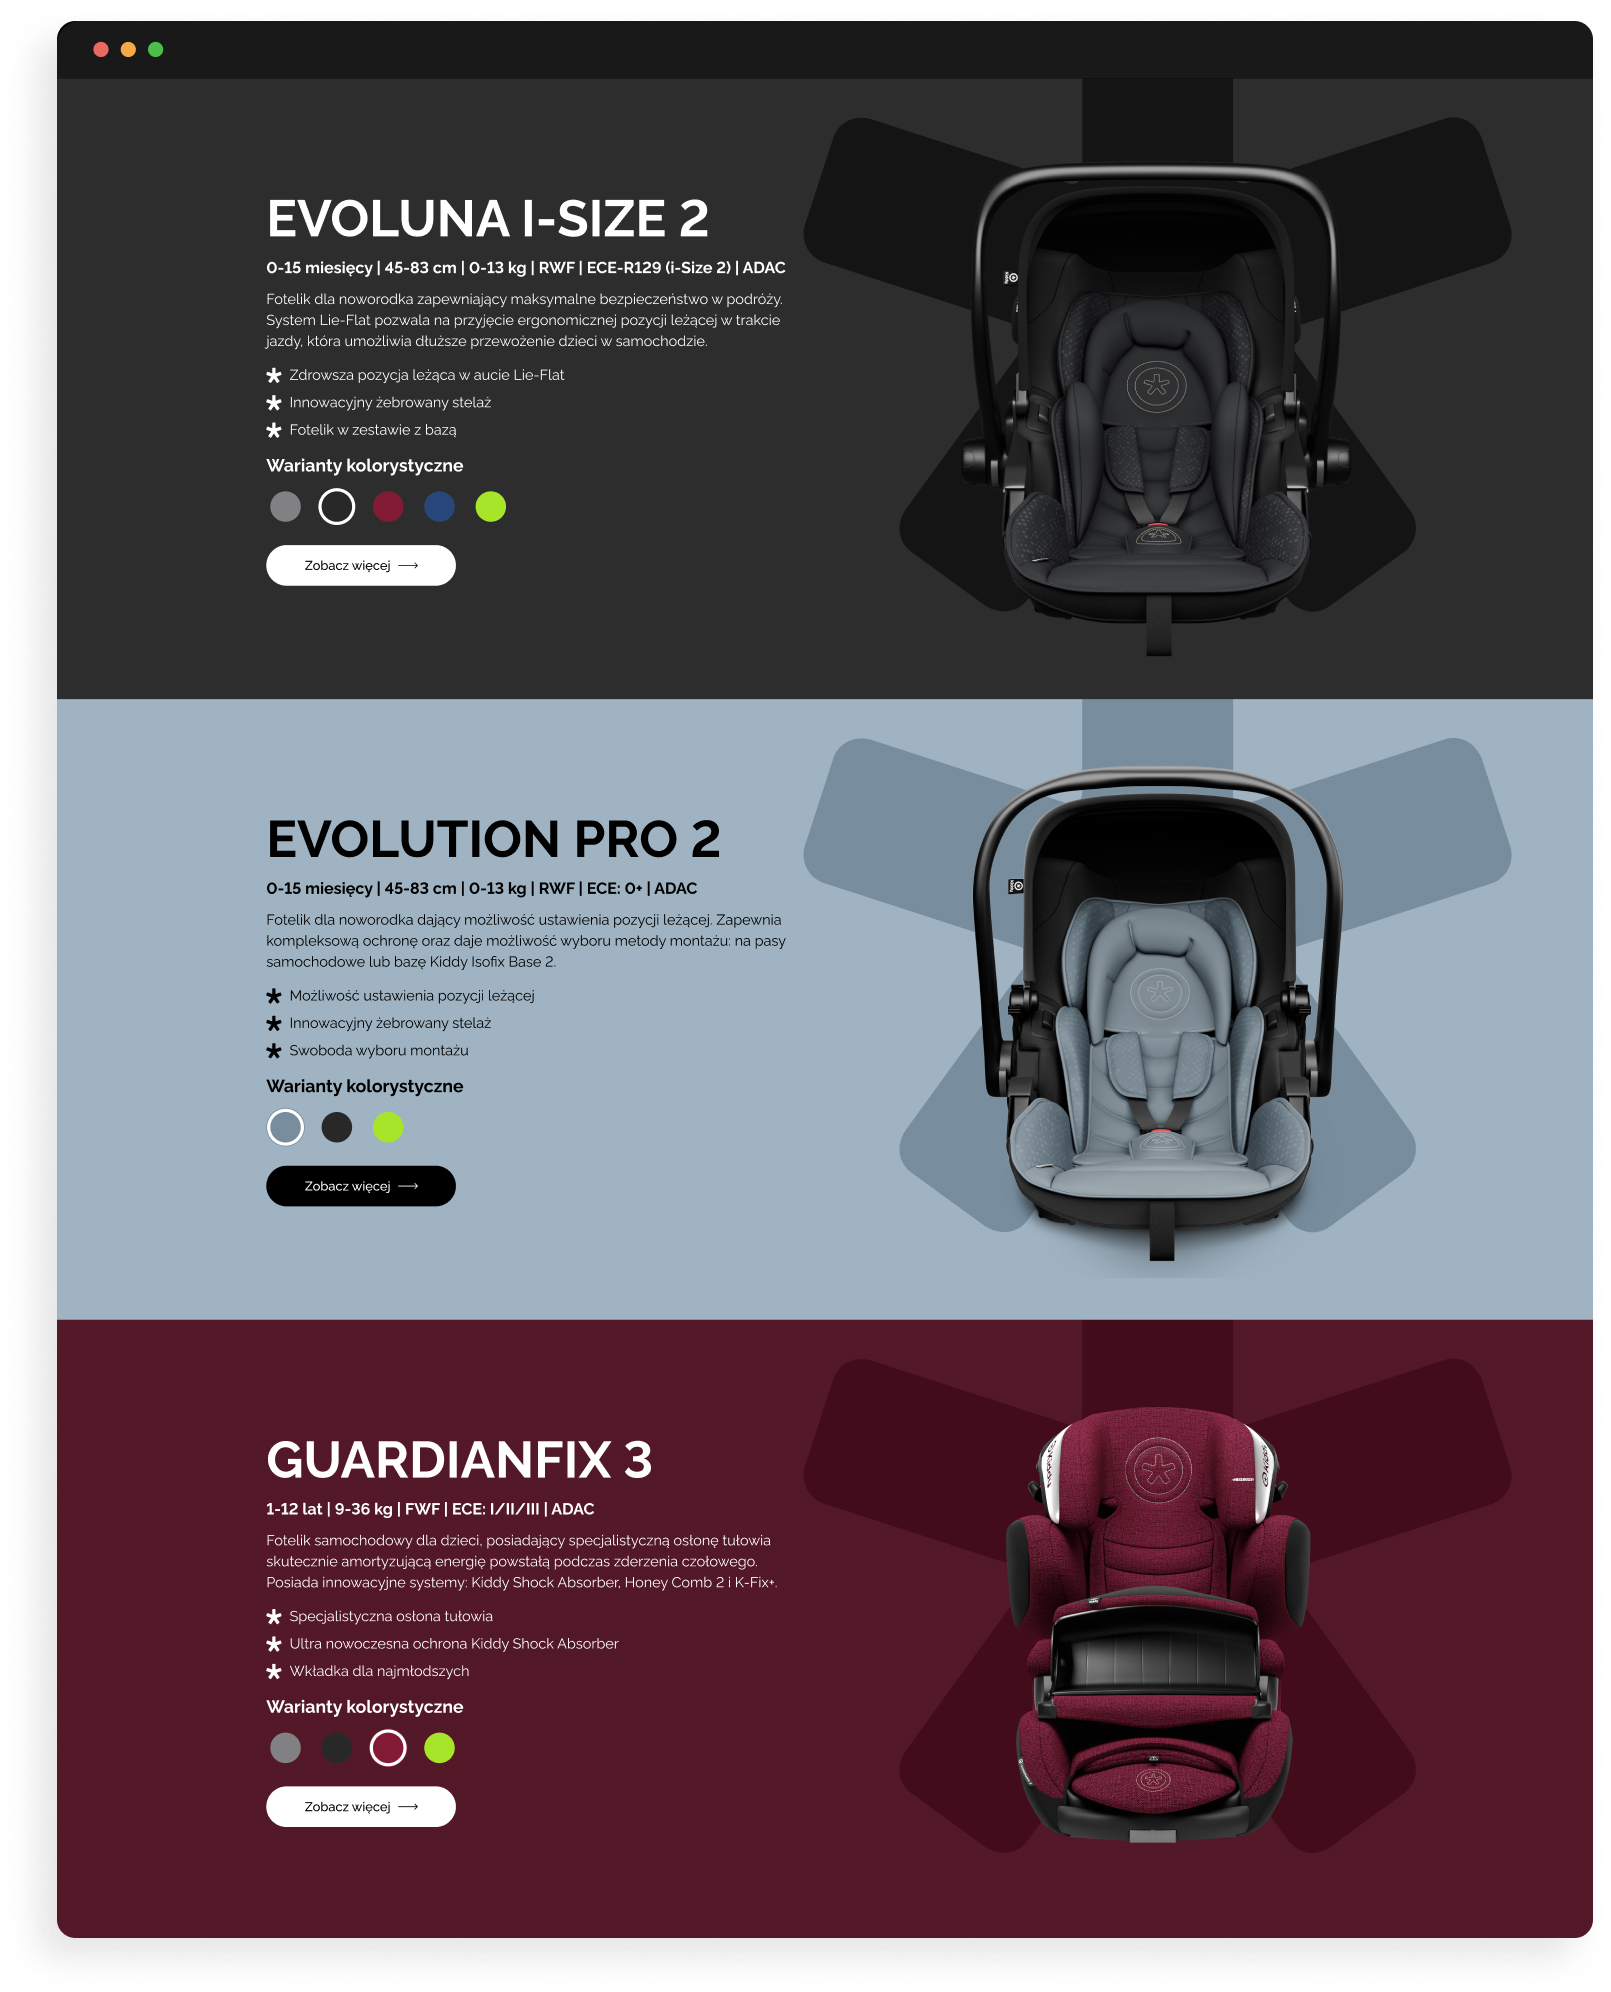 EVOLUNA I-SIZE 2
0-15 miesięcy | 45-83 cm | 0-13 kg | RWF | ECE-R129 (i-Size 2) | ADAC
Fotelik dla noworodka zapewniający maksymalne bezpieczeństwo w podróży.
System Lie-Flat pozwala na przyjęcie ergonomicznej pozycji leżącej w trakcie
jazdy, która umożliwia dłuższe przewożenie dzieci w samochodzie.
Zdrowsza pozycja leżąca w aucie Lie-Flat
Innowacyjny żebrowany stelaż
Fotelik w zestawie z bazą
Warianty kolorystyczne
Zobacz więcej
EVOLUTION PRO 2
0-15 miesięcy | 45-83 cm | 0-13 kg | RWF | ECE: 0+ | ADAC
Fotelik dla noworodka dający możliwość ustawienia pozycji leżącej. Zapewnia
kompleksową ochronę oraz daje możliwość wyboru metody montażu: na pasy
samochodowe lub bazę Kiddy Isofix Base 2.
Możliwość ustawienia pozycji leżącej
Innowacyjny żebrowany stelaż
Swoboda wyboru montażu
Warianty kolorystyczne
Zobacz więcej
GUARDIANFIX 3
1-12 lat | 9-36 kg | FWF | ECE: I/II/III | ADAC
Fotelik samochodowy dla dzieci, posiadający specjalistyczną osłonę tułowia
skutecznie amortyzującą energię powstałą podczas zderzenia czołowego.
Posiada innowacyjne systemy: Kiddy Shock Absorber, Honey Comb 2 i K-Fix+.
Specjalistyczna osłona tułowia
Ultra nowoczesna ochrona Kiddy Shock Absorber
Wkładka dla najmłodszych
Warianty kolorystyczne
Zobacz więcej